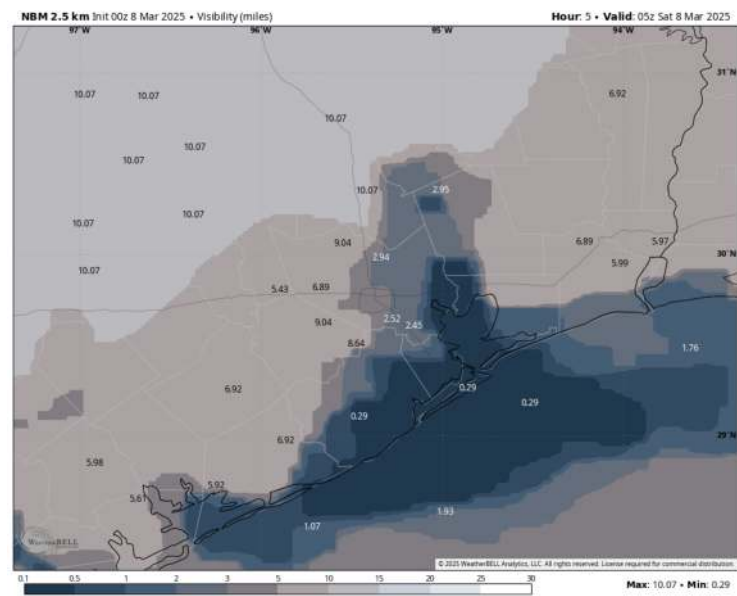 NBM 2.5 km Init 00z 8 Mar 2025 • Visibility (miles) Hour: 5 • Valid: 05z Sat 8 Mar 2025
97°W 96°W 95°W 94°W
31°N
10.07 10.07 6.92
10.07
10.07
10.07
10.07 2.95
10.07
10.07
9.04 6.89 5.97
30°N
2.94 5.99
10.07
5.43 6.89
9.04 2.52 2.45
8.64 1.76
6.92 0.29
0.29 0.29
6.92 29°N
5.98
5.61 5.92
1.07 1.93
WeatherBELL
© 2025 WeatherBELL Analytics, LLC. All rights reserved. License required for commercial distribution.
0.1 0.5 1 2 3 5 10 15 20 25 30
Max: 10.07 • Min: 0.29